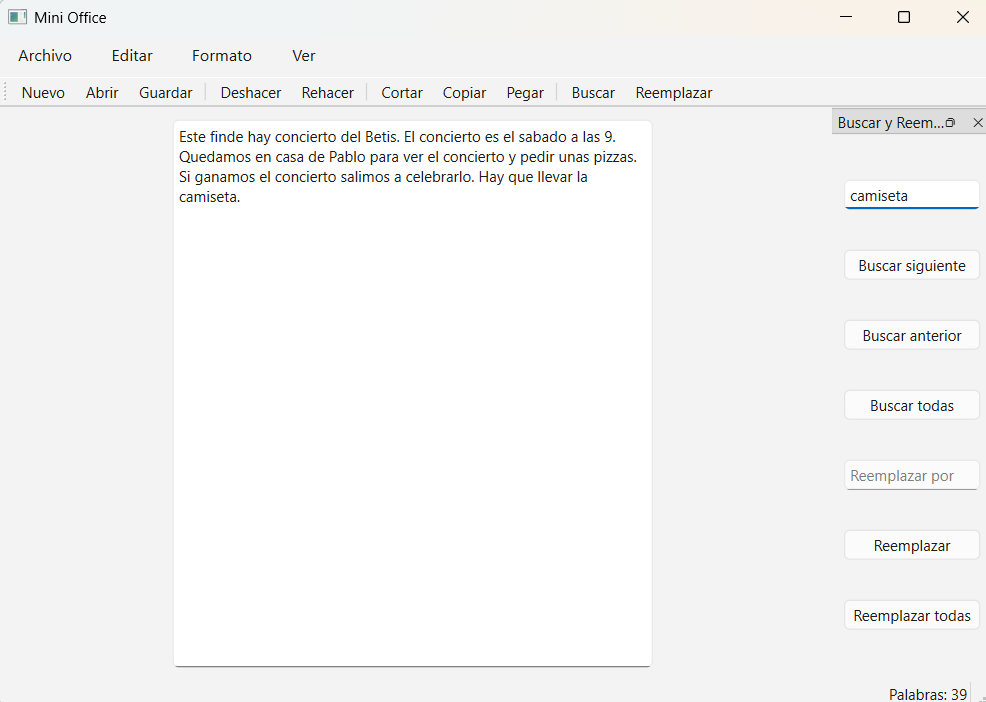 Mini Office
Archivo Editar Formato Ver
Nuevo Abrir Guardar Deshacer Rehacer Cortar Copiar Pegar Buscar Reemplazar
Buscar y Reem...
Este finde hay concierto del Betis. El concierto es el sabado a las 9.
Quedamos en casa de Pablo para ver el concierto y pedir unas pizzas.
Si ganamos el concierto salimos a celebrarlo. Hay que llevar la
camiseta.
camiseta
Buscar siguiente
Buscar anterior
Buscar todas
Reemplazar por
Reemplazar
Reemplazar todas
Palabras: 39